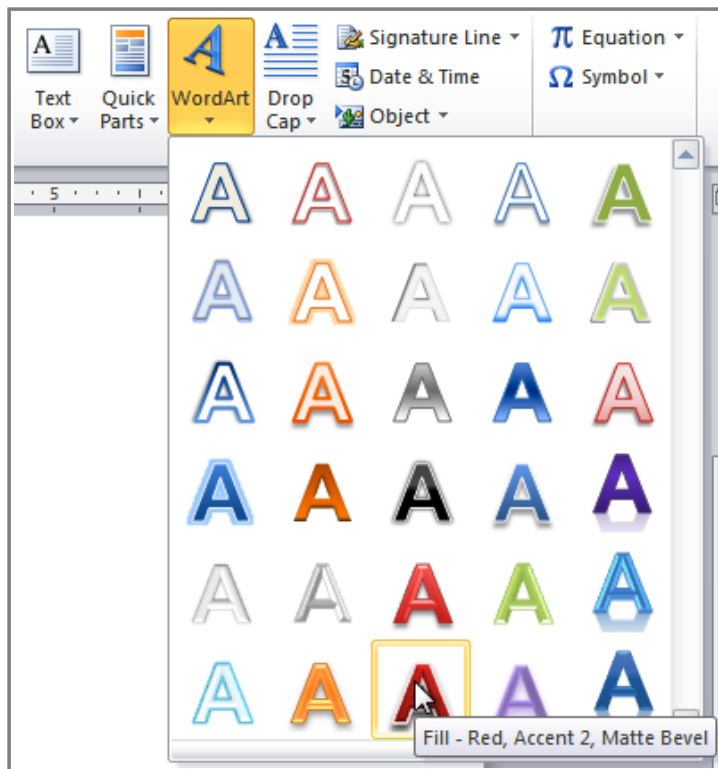 Text
Box
Quick
Parts
WordArt
Drop
Cap
Signature Line
Date & Time
Object
π Equation
Ω Symbol
5
A A A A A
A A A A A
A A A A A
A A A A A
A A A A A
A A A A A
Fill - Red, Accent 2, Matte Bevel